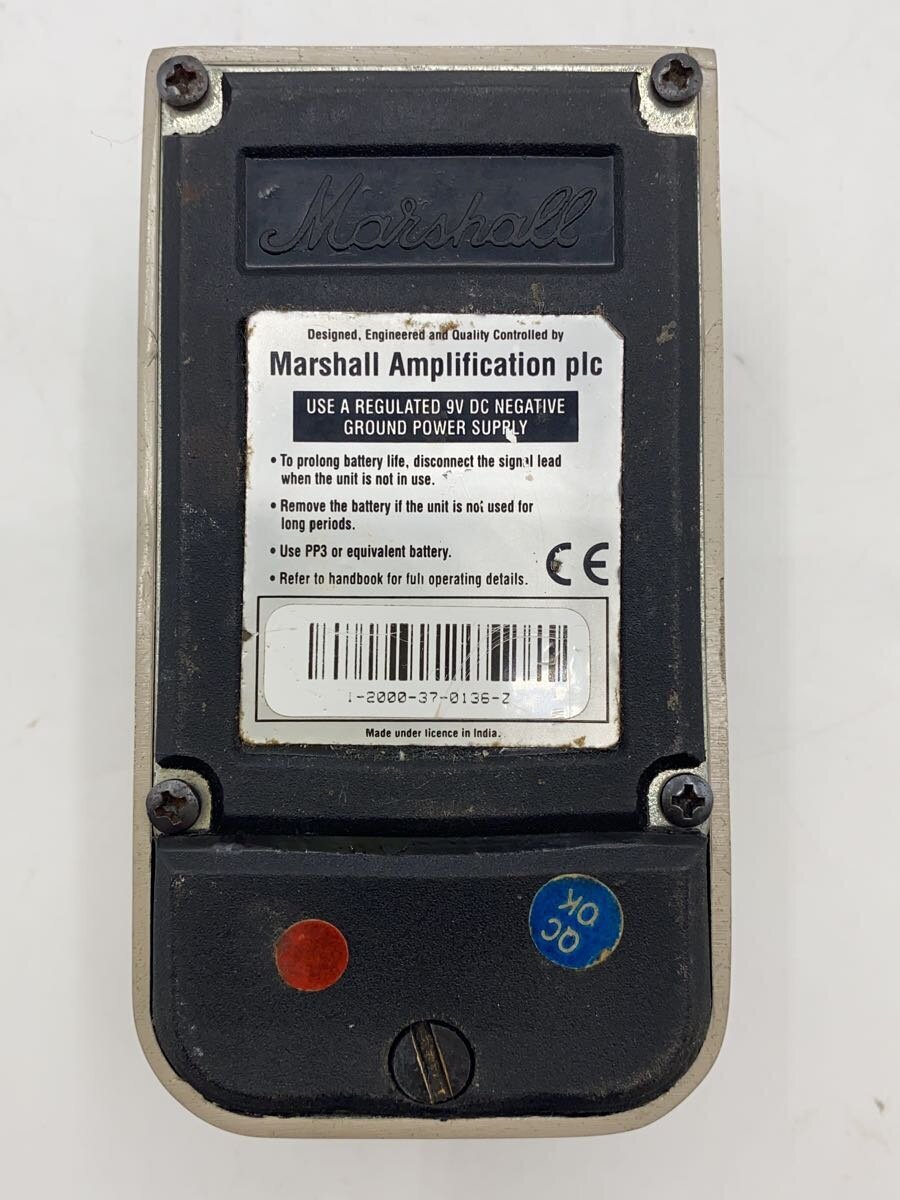 Marshall
Designed, Engineered and Quality Controlled by
Marshall Amplification plc
USE A REGULATED 9V DC NEGATIVE
GROUND POWER SUPPLY
• To prolong battery life, disconnect the signal lead
when the unit is not in use.
• Remove the battery if the unit is not used for
long periods.
• Use PP3 or equivalent battery.
• Refer to handbook for full operating details.
CE
1-2000-37-0136-Z
Made under licence in India.
QC
OK